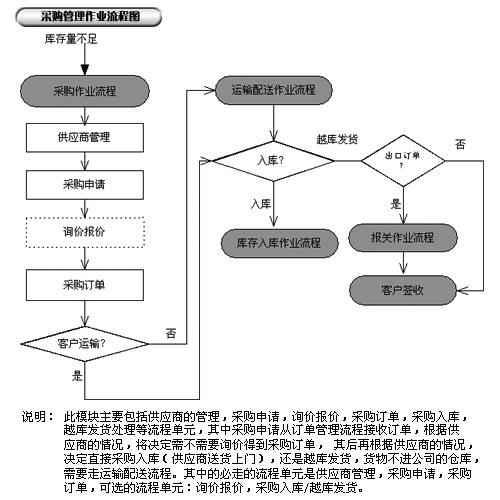 采购管理作业流程图
库存量不足
采购作业流程
供应商管理
采购申请
询价报价
采购订单
客户运输?
否
是
运输配送作业流程
入库?
越库发货
出口订单
?
否
入库
是
库存入库作业流程
报关作业流程
客户签收
说明： 此模块主要包括供应商的管理，采购申请，询价报价，采购订单，采购入库，
越库发货处理等流程单元，其中采购申请从订单管理流程接收订单，根据供
应商的情况，将决定需不需要询价得到采购订单， 其后再根据供应商的情况，
决定直接采购入库（供应商送货上门），还是越库发货，货物不进公司的仓库，
需要走运输配送流程。其中的必走的流程单元是供应商管理，采购申请，采购
订单，可选的流程单元：询价报价，采购入库/越库发货。